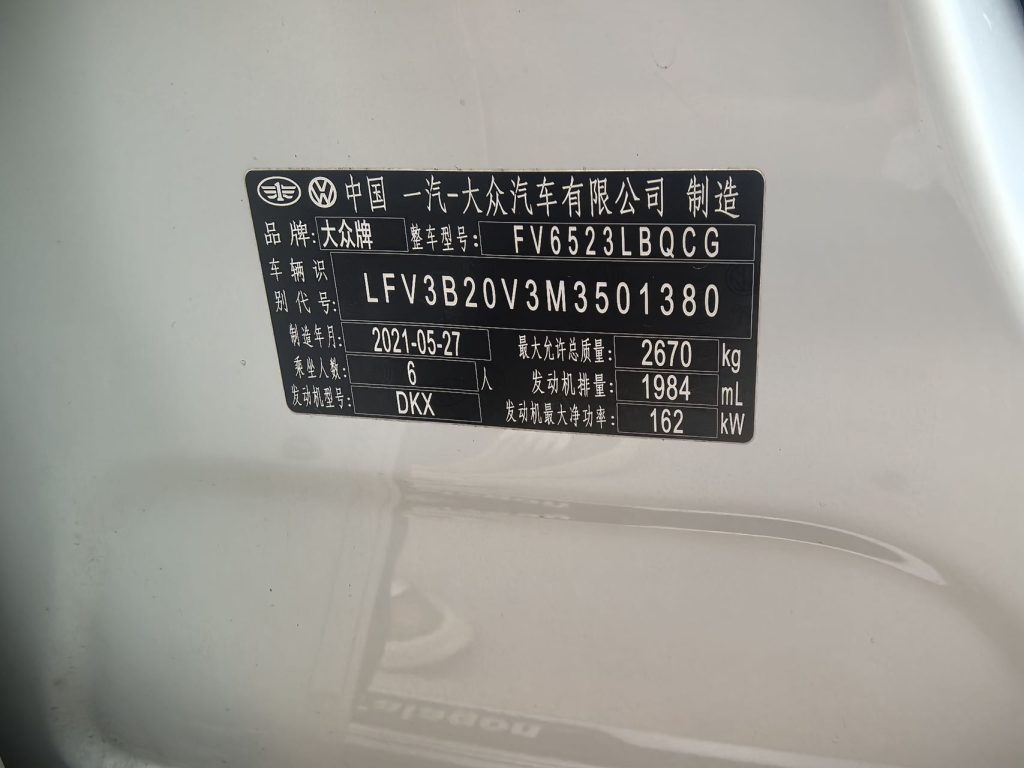 中国 一汽-大众汽车有限公司 制造
品牌: 大众牌 整车型号: FV6523LBQCG
车辆识别代号: LFV3B20V3M3501380
制造年月: 2021-05-27 最大允许总质量: 2670 kg
乘坐人数: 6 人 发动机排量: 1984 mL
发动机型号: DKX 发动机最大净功率: 162 kW